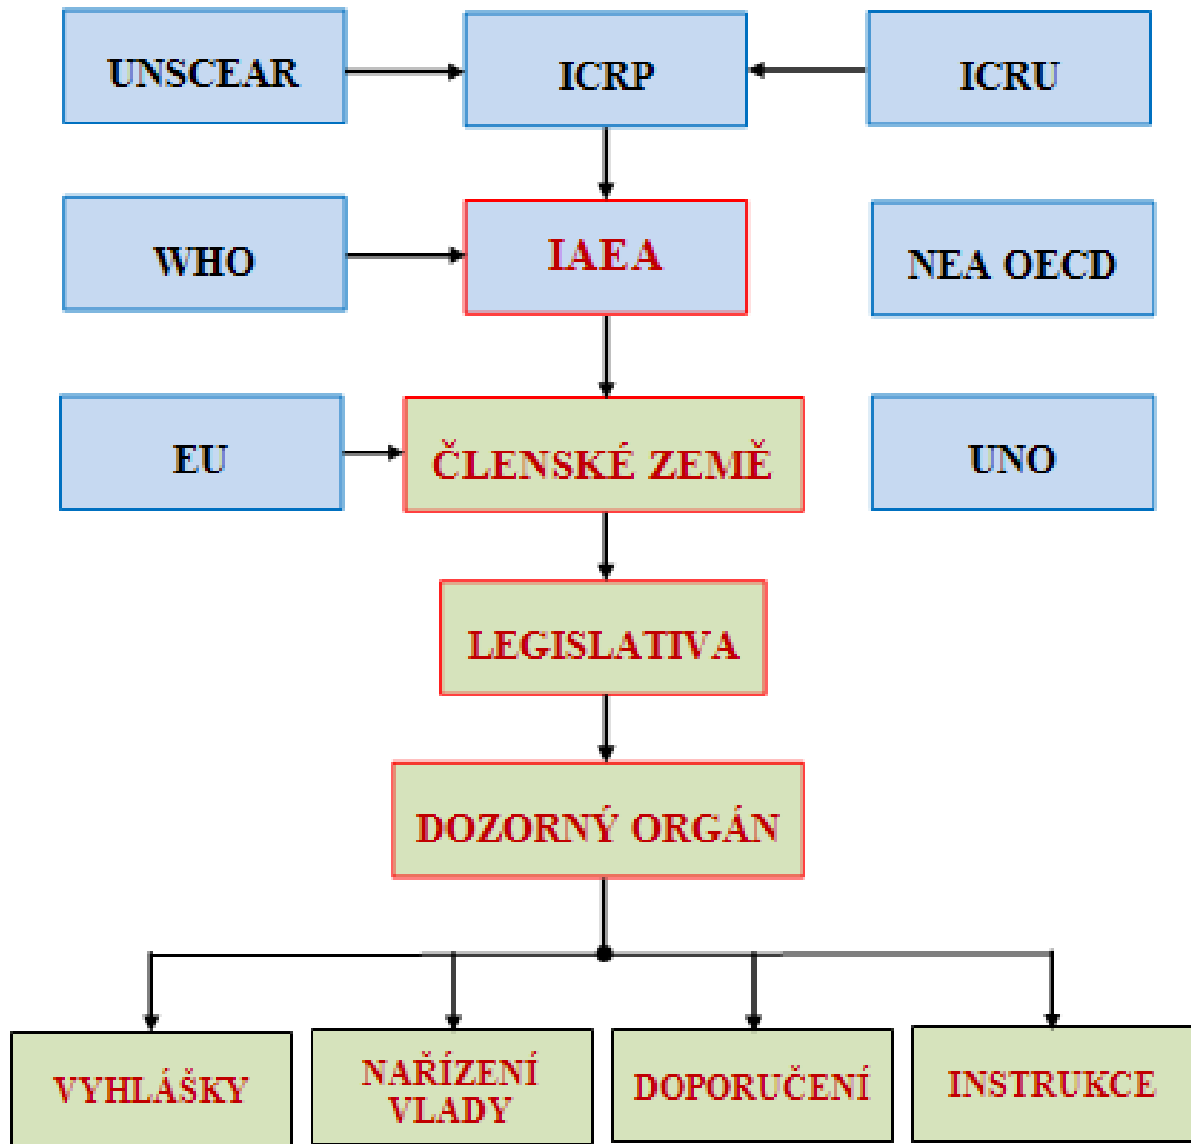 UNSCEAR
ICRP
ICRU
WHO
IAEA
NEA OECD
EU
ČLENSKÉ ZEMĚ
UNO
LEGISLATIVA
DOZORNÝ ORGÁN
VYHLÁŠKY
NAŘÍZENÍ
VLADY
DOPORUČENÍ
INSTRUKCE